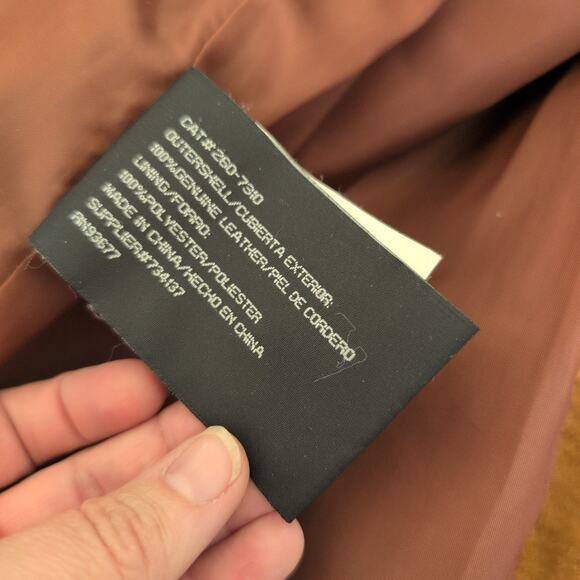 CAT# 260-7310
OUTERSHELL/CUBIERTA EXTERIOR:
100%GENUINE LEATHER/PIEL DE CORDERO
LINING/FORRO:
100%POLYESTER/POLIESTER
MADE IN CHINA/HECHO EN CHINA
SUPPLIER#734137
RN93677